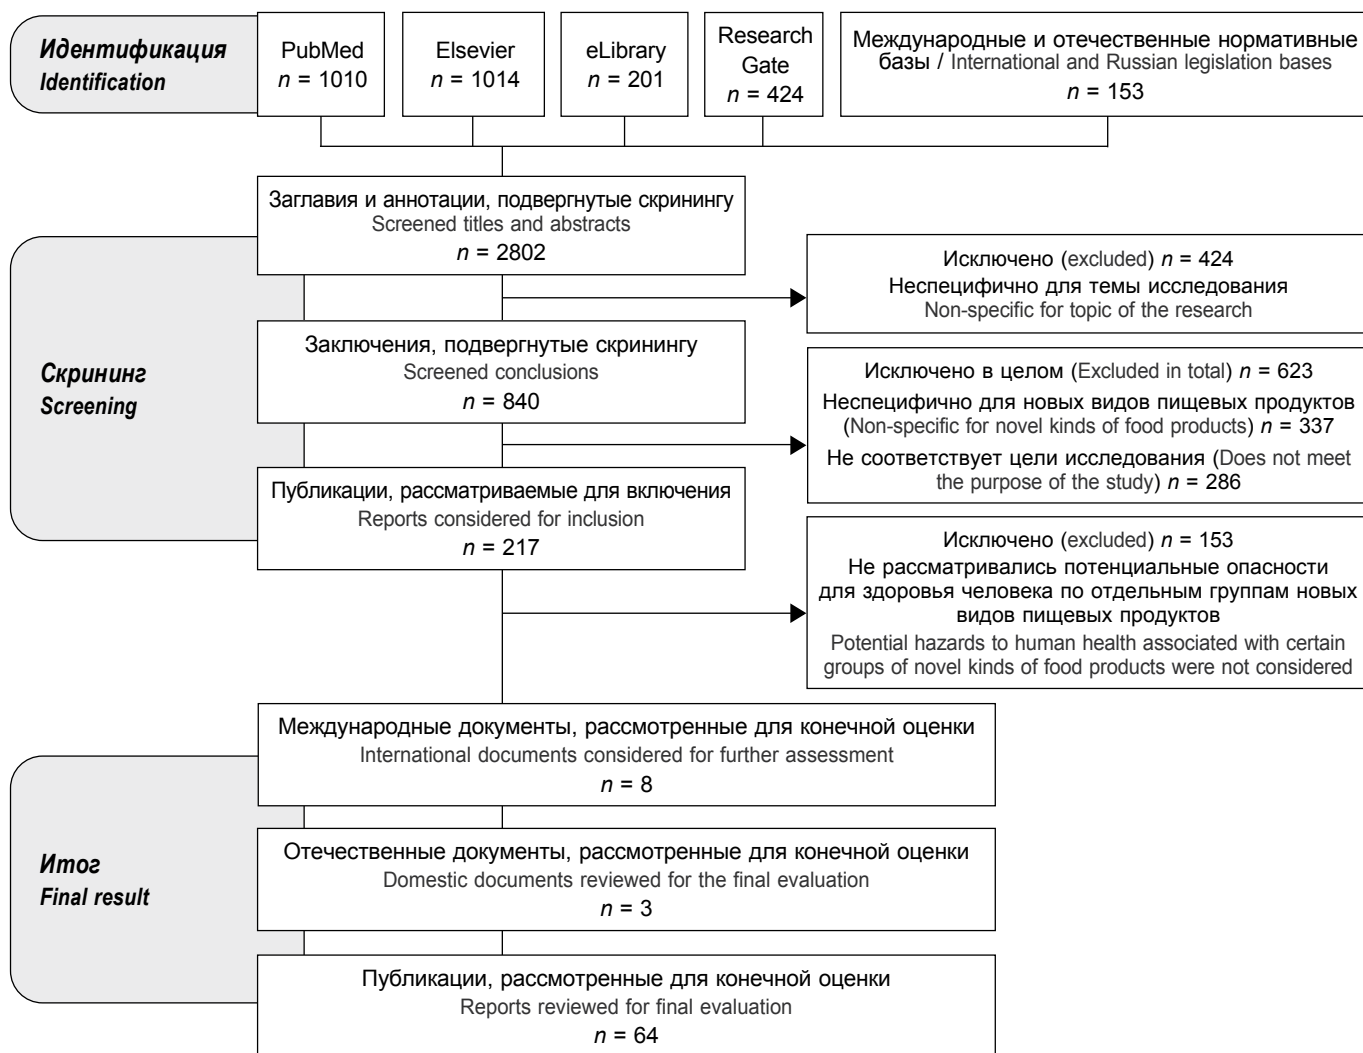 Идентификация
Identification
PubMed
n = 1010
Elsevier
n = 1014
eLibrary
n = 201
Research
Gate
n = 424
Международные и отечественные нормативные
базы / International and Russian legislation bases
n = 153
Скрининг
Screening
Заглавия и аннотации, подвергнутые скринингу
Screened titles and abstracts
n = 2802
Исключено (excluded) n = 424
Неспецифично для темы исследования
Non-specific for topic of the research
Заключения, подвергнутые скринингу
Screened conclusions
n = 840
Исключено в целом (Excluded in total) n = 623
Неспецифично для новых видов пищевых продуктов
(Non-specific for novel kinds of food products) n = 337
Не соответствует цели исследования (Does not meet
the purpose of the study) n = 286
Публикации, рассматриваемые для включения
Reports considered for inclusion
n = 217
Исключено (excluded) n = 153
Не рассматривались потенциальные опасности
для здоровья человека по отдельным группам новых
видов пищевых продуктов
Potential hazards to human health associated with certain
groups of novel kinds of food products were not considered
Итог
Final result
Международные документы, рассмотренные для конечной оценки
International documents considered for further assessment
n = 8
Отечественные документы, рассмотренные для конечной оценки
Domestic documents reviewed for the final evaluation
n = 3
Публикации, рассмотренные для конечной оценки
Reports reviewed for final evaluation
n = 64